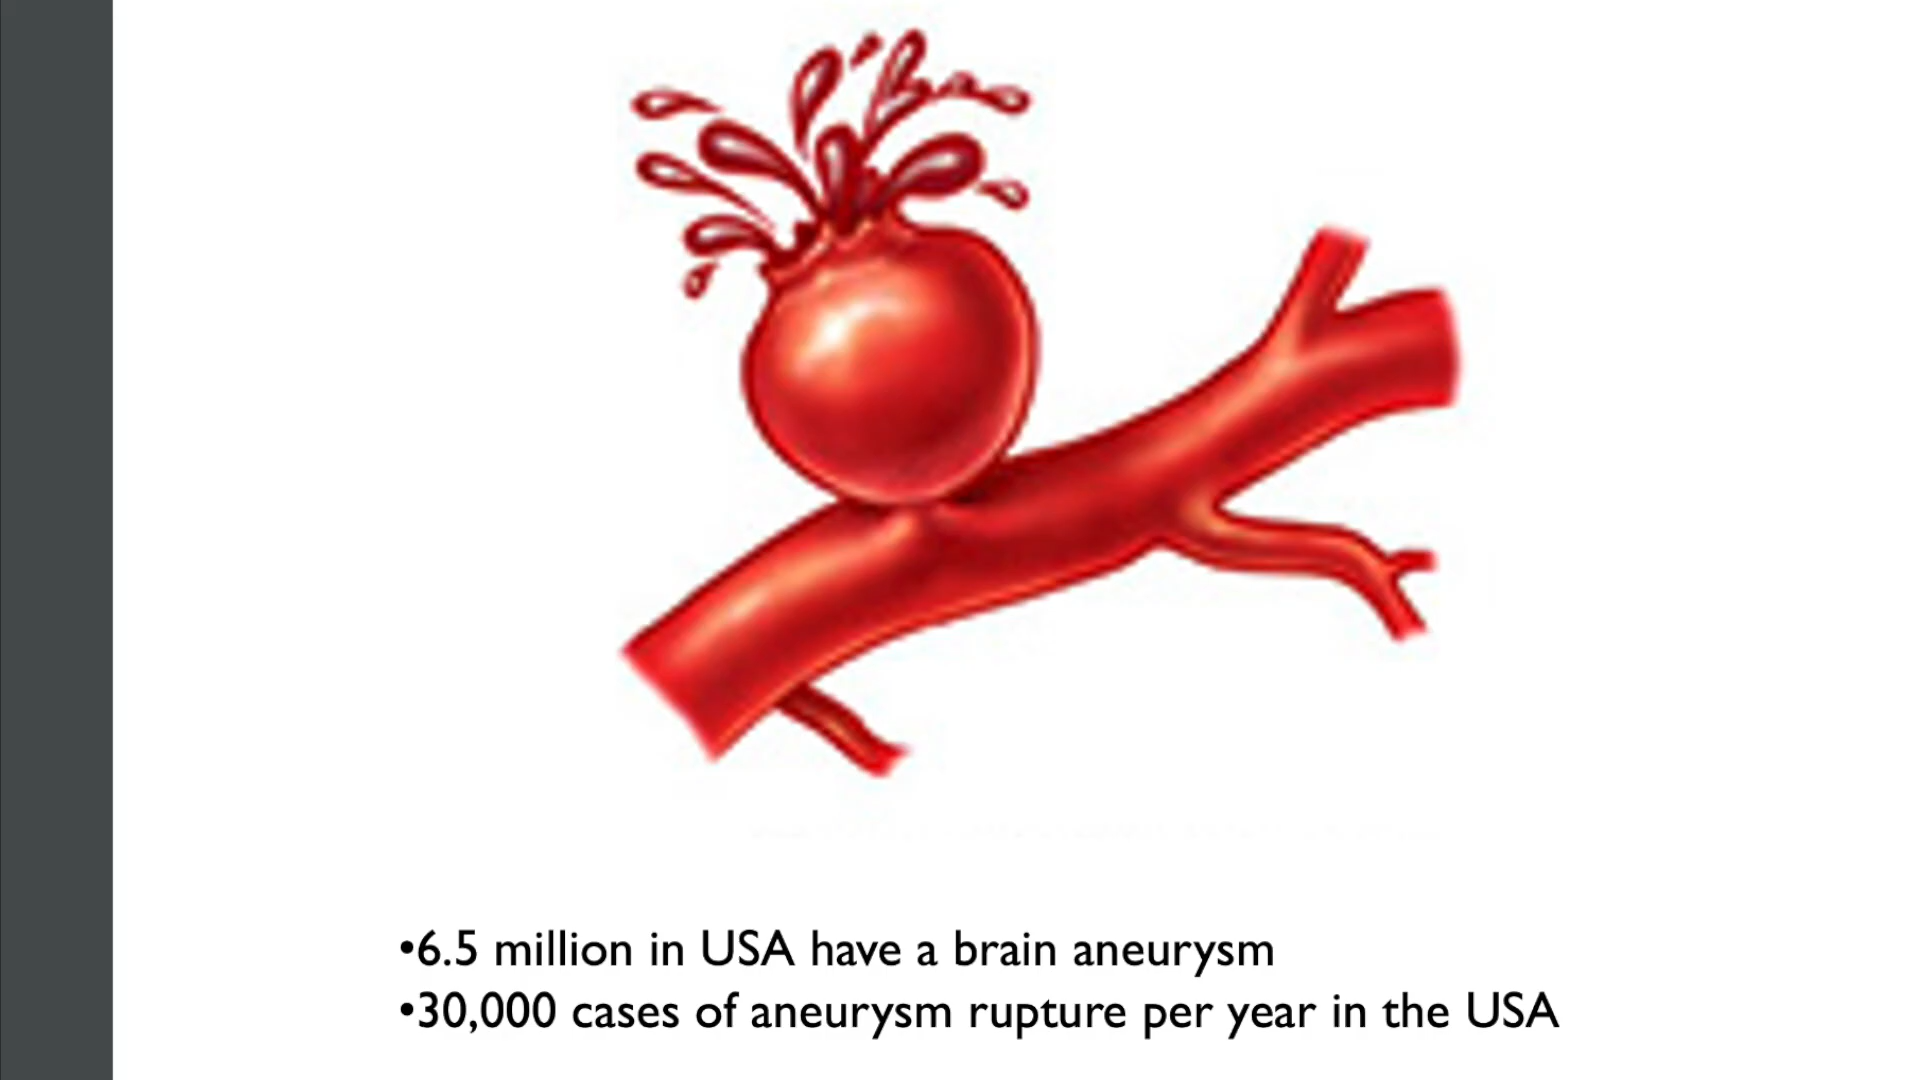 •6.5 million in USA have a brain aneurysm
•30,000 cases of aneurysm rupture per year in the USA